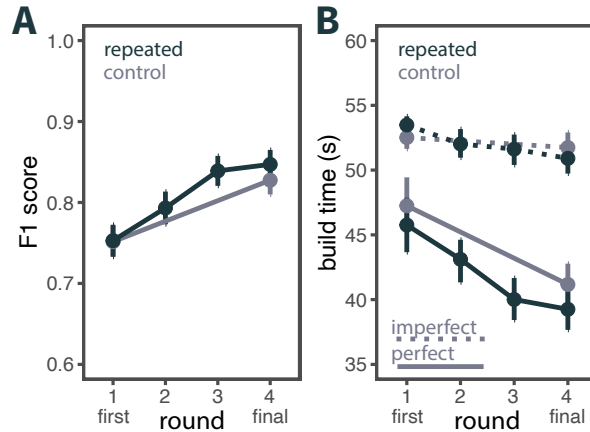 A
B
repeated
control
F1 score
1.0
0.9
0.8
0.7
0.6
1
2
3
4
first
final
round
repeated
control
build time (s)
60
55
50
45
40
35
imperfect
perfect
1
2
3
4
first
final
round